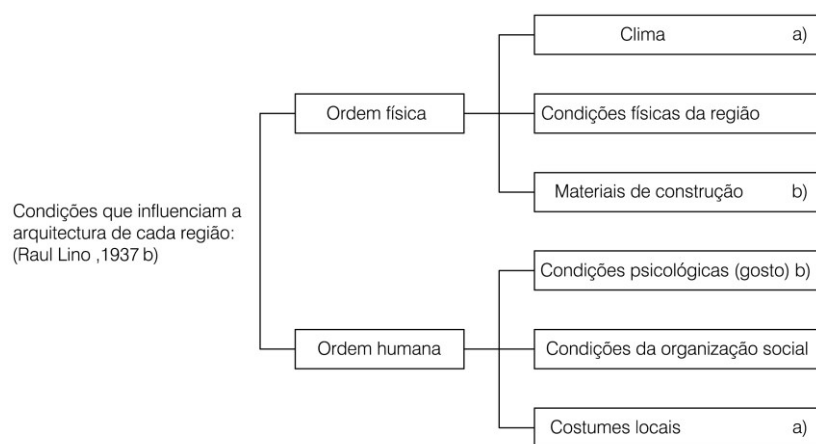 Clima a)
Ordem física
Condições físicas da região
Materiais de construção b)
Condições que influenciam a
arquitectura de cada região:
(Raul Lino ,1937 b)
Condições psicológicas (gosto) b)
Ordem humana
Condições da organização social
Costumes locais a)